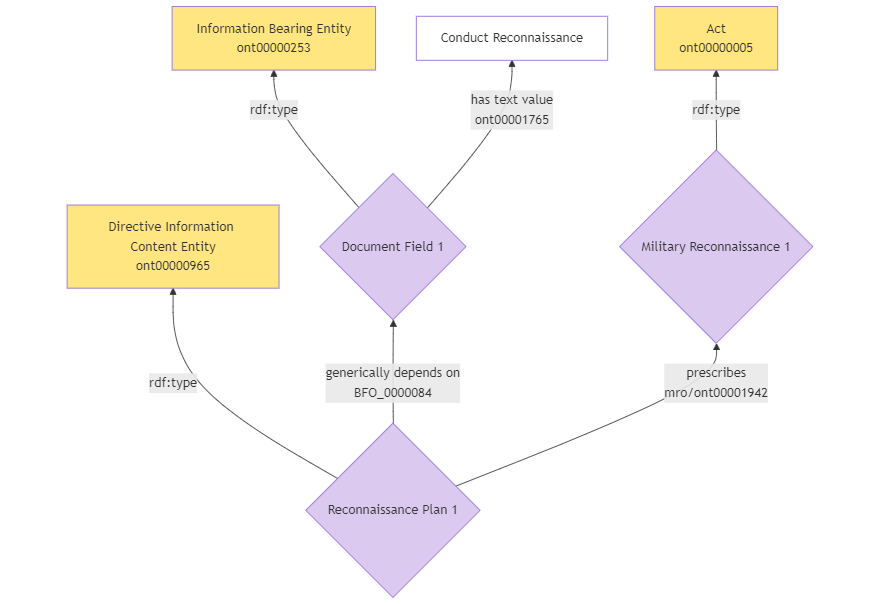 Information Bearing Entity
ont00000253
Conduct Reconnaissance
Act
ont00000005
rdf:type
has text value
ont00001765
rdf:type
Directive Information
Content Entity
ont00000965
Document Field 1
Military Reconnaissance 1
rdf:type
generically depends on
BFO_0000084
prescribes
mro/ont00001942
Reconnaissance Plan 1